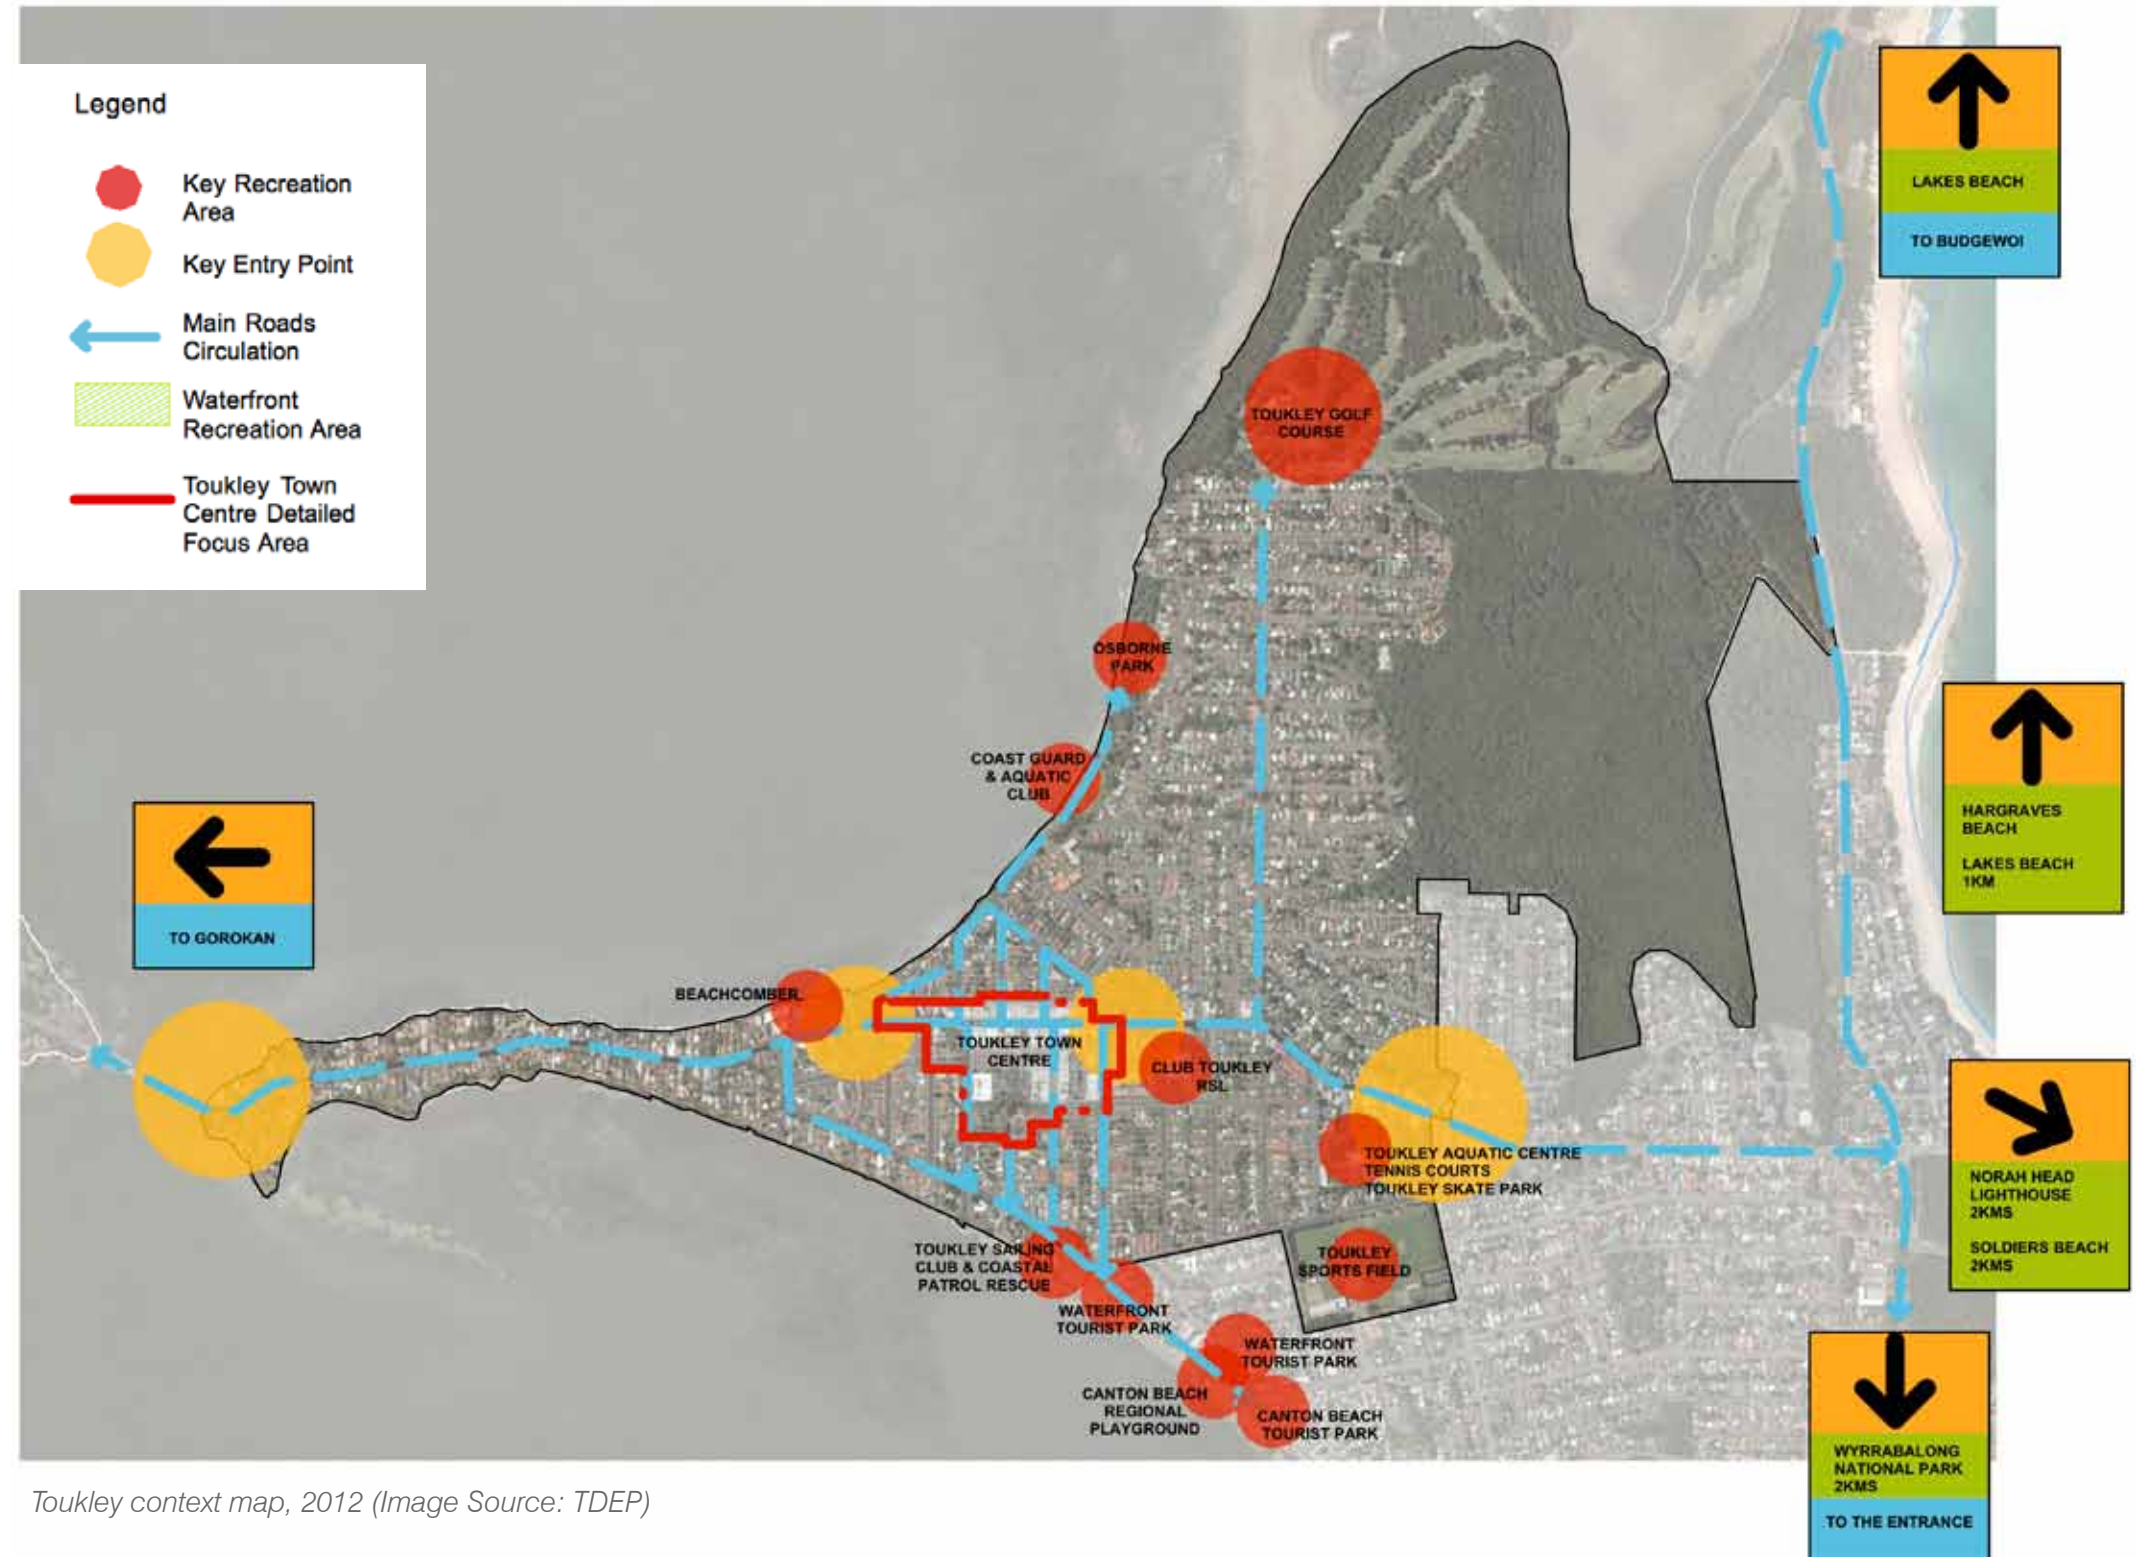 Legend
Key Recreation
Area
Key Entry Point
Main Roads
Circulation
Waterfront
Recreation Area
Toukley Town
Centre Detailed
Focus Area
LAKES BEACH
TO BUDGEWOI
TOUKLEY GOLF
COURSE
OSBORNE
PARK
COAST GUARD
& AQUATIC
CLUB
HARGRAVES
BEACH
LAKES BEACH
1KM
TO GOROKAN
BEACHCOMBER
TOUKLEY TOWN
CENTRE
CLUB TOUKLEY
RSL
TOUKLEY AQUATIC CENTRE
TENNIS COURTS
TOUKLEY SKATE PARK
NORAH HEAD
LIGHTHOUSE
2KMS
SOLDIERS BEACH
2KMS
TOUKLEY SAILING
CLUB & COASTAL
PATROL RESCUE
TOUKLEY
SPORTS FIELD
WATERFRONT
TOURIST PARK
WATERFRONT
TOURIST PARK
CANTON BEACH
REGIONAL
PLAYGROUND
CANTON BEACH
TOURIST PARK
WYRRABALONG
NATIONAL PARK
2KMS
TO THE ENTRANCE
Toukley context map, 2012 (Image Source: TDEP)